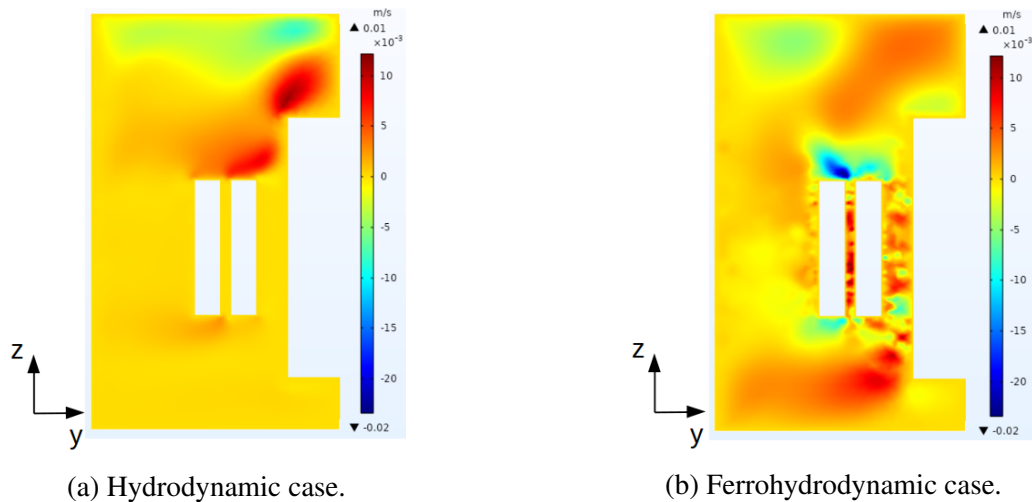 m/s
▲ 0.01
×10⁻³
10
5
0
-5
-10
-15
-20
▼ -0.02
z
y
(a) Hydrodynamic case.
m/s
▲ 0.01
×10⁻³
10
5
0
-5
-10
-15
-20
▼ -0.02
z
y
(b) Ferrohydrodynamic case.